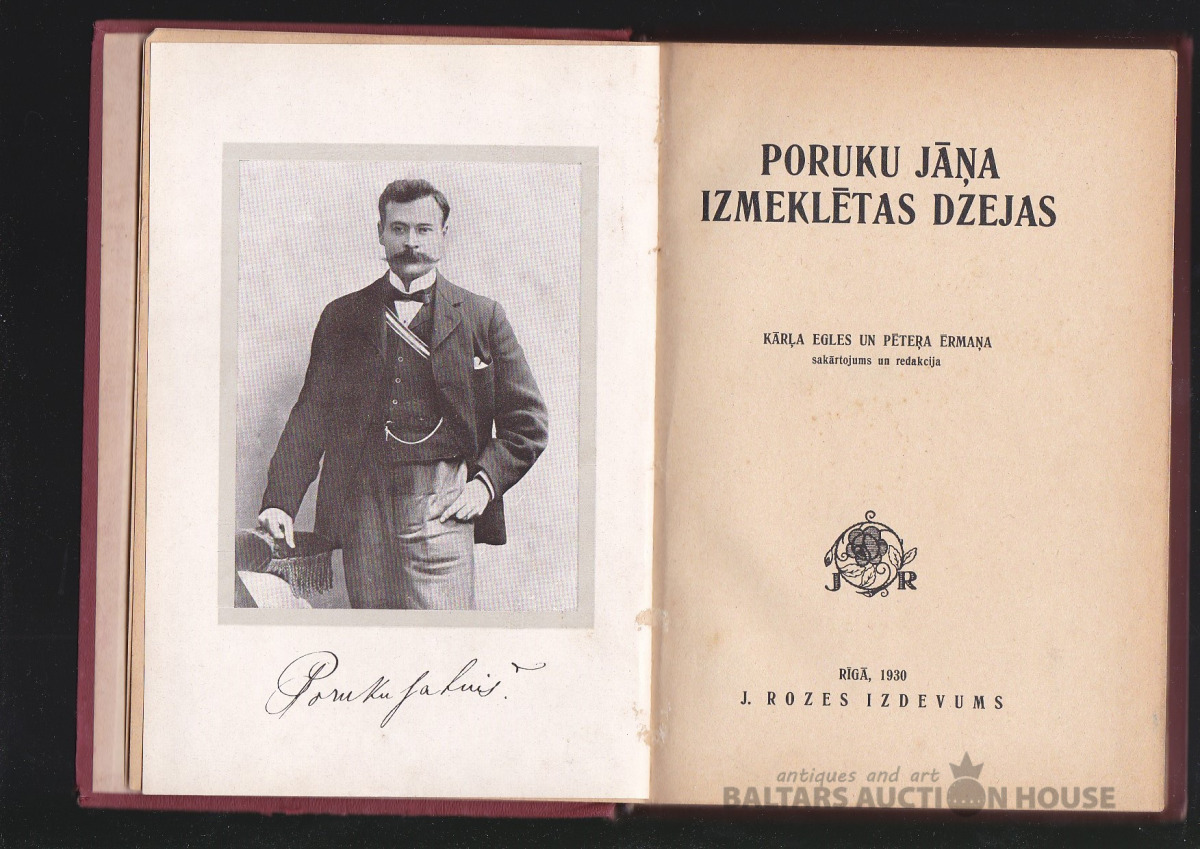 Poruku Jahnis.
PORUKU JĀŅA
IZMEKLĒTAS DZEJAS
KĀRĻA EGLES UN PĒTEŖA ĒRMAŅA
sakārtojums un redakcija
J R
RĪGĀ, 1930
J. ROZES IZDEVUMS
antiques and art
BALTARS AUCTION HOUSE